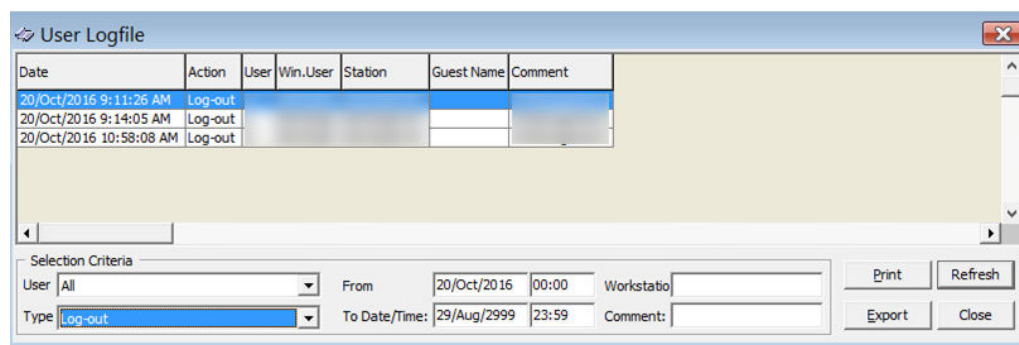 User Logfile
Date Action User Win.User Station Guest Name Comment
20/Oct/2016 9:11:26 AM Log-out
20/Oct/2016 9:14:05 AM Log-out
20/Oct/2016 10:58:08 AM Log-out
Selection Criteria
User All From 20/Oct/2016 00:00 Workstatio Print Refresh
Type Log-out To Date/Time: 29/Aug/2999 23:59 Comment: Export Close